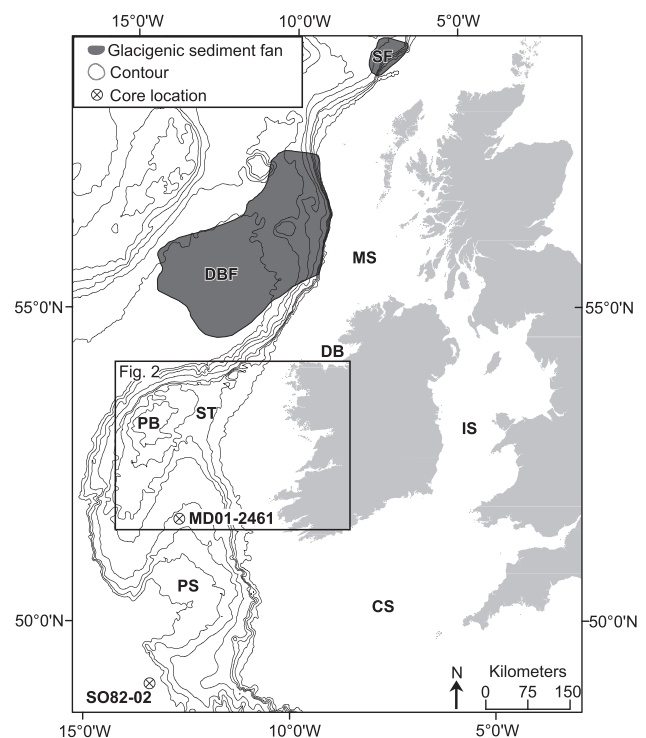 15°0'W 10°0'W 5°0'W
Glacigenic sediment fan
Contour
Core location
SF
MS
DBF
55°0'N 55°0'N
DB
Fig. 2
ST
PB
IS
MD01-2461
PS
CS
50°0'N 50°0'N
N Kilometers
0 75 150
SO82-02
15°0'W 10°0'W 5°0'W